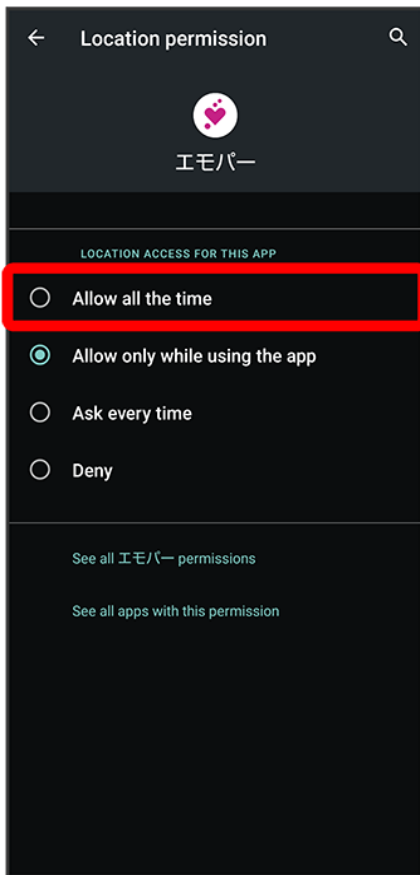 Location permission
エモパー
LOCATION ACCESS FOR THIS APP
Allow all the time
Allow only while using the app
Ask every time
Deny
See all エモパー permissions
See all apps with this permission